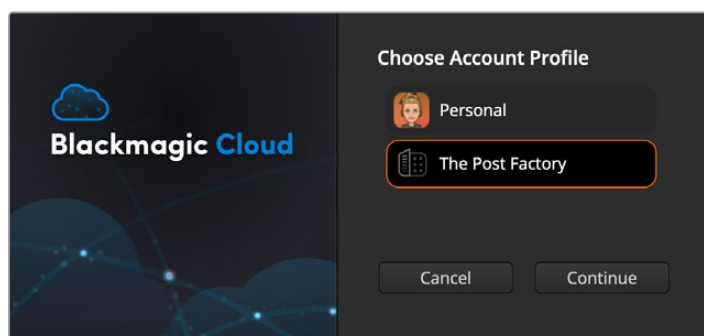 Blackmagic Cloud
Choose Account Profile
Personal
The Post Factory
Cancel
Continue